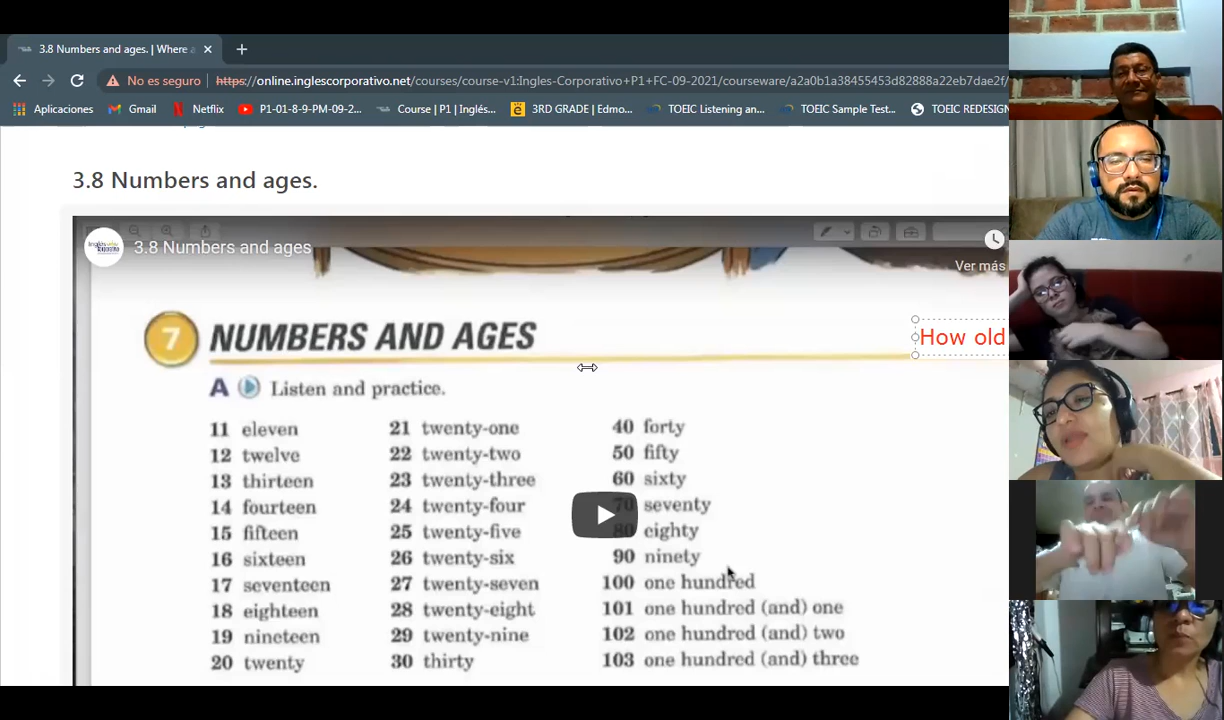 3.8 Numbers and ages. | Where a
No es seguro
https://online.inglescorporativo.net/courses/course-v1:Ingles-Corporativo+P1+FC-09-2021/courseware/a2a0b1a38455453d82888a22eb7dae2f/
Aplicaciones Gmail Netflix P1-01-8-9-PM-09-2... Course | P1 | Inglés... 3RD GRADE | Edmo... TOEIC Listening an... TOEIC Sample Test... TOEIC REDESIGN
3.8 Numbers and ages.
3.8 Numbers and ages
Ver más
7 NUMBERS AND AGES
How old
A Listen and practice.
11 eleven 21 twenty-one 40 forty
12 twelve 22 twenty-two 50 fifty
13 thirteen 23 twenty-three 60 sixty
14 fourteen 24 twenty-four 70 seventy
15 fifteen 25 twenty-five 80 eighty
16 sixteen 26 twenty-six 90 ninety
17 seventeen 27 twenty-seven 100 one hundred
18 eighteen 28 twenty-eight 101 one hundred (and) one
19 nineteen 29 twenty-nine 102 one hundred (and) two
20 twenty 30 thirty 103 one hundred (and) three